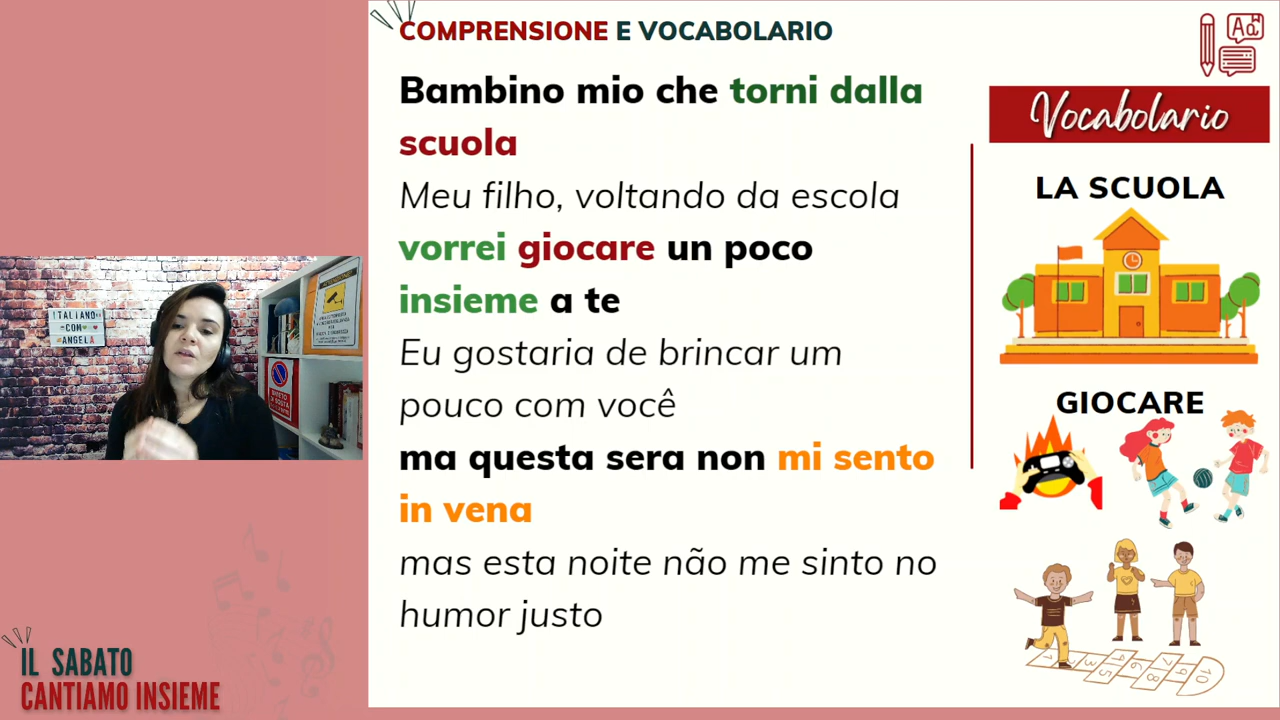 COMPRENSIONE E VOCABOLARIO
Bambino mio che torni dalla
scuola
Meu filho, voltando da escola
vorrei giocare un poco
insieme a te
Eu gostaria de brincar um
pouco com você
ma questa sera non mi sento
in vena
mas esta noite não me sinto no
humor justo
Vocabolario
LA SCUOLA
GIOCARE
ITALIANO
COM
ANGELA
IL SABATO
CANTIAMO INSIEME